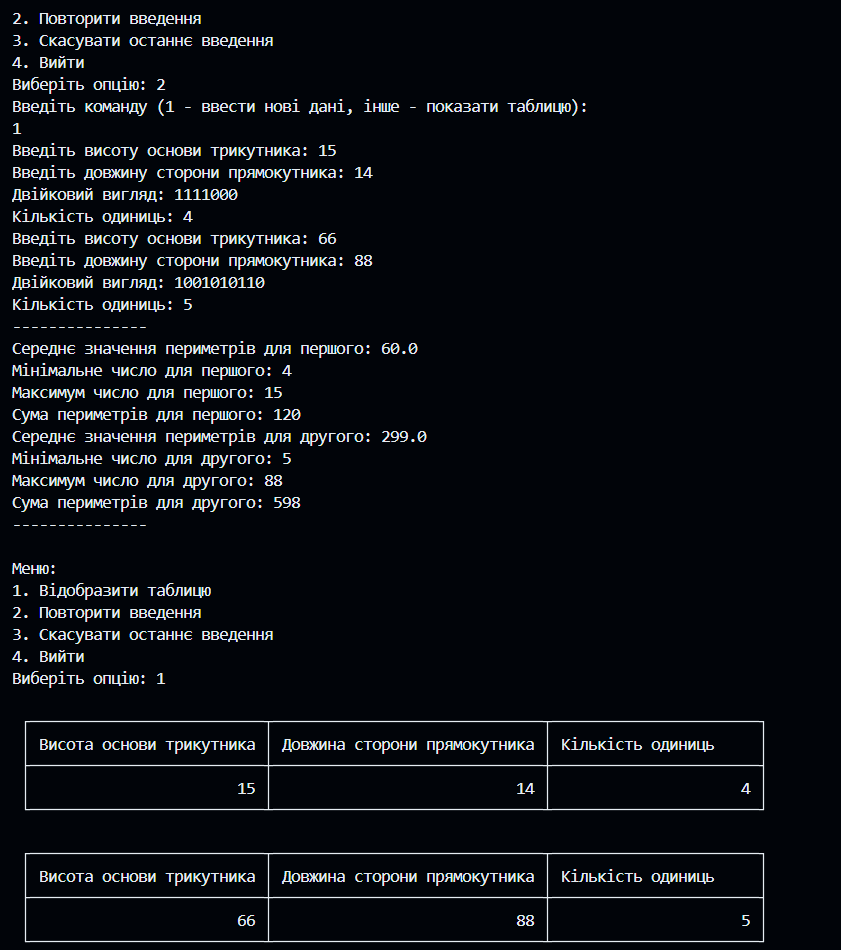 2. Повторити введення
3. Скасувати останнє введення
4. Вийти
Виберіть опцію: 2
Введіть команду (1 - ввести нові дані, інше - показати таблицю):
1
Введіть висоту основи трикутника: 15
Введіть довжину сторони прямокутника: 14
Двійковий вигляд: 1111000
Кількість одиниць: 4
Введіть висоту основи трикутника: 66
Введіть довжину сторони прямокутника: 88
Двійковий вигляд: 1001010110
Кількість одиниць: 5
---------------
Середнє значення периметрів для першого: 60.0
Мінімальне число для першого: 4
Максимум число для першого: 15
Сума периметрів для першого: 120
Середнє значення периметрів для другого: 299.0
Мінімальне число для другого: 5
Максимум число для другого: 88
Сума периметрів для другого: 598
---------------
Меню:
1. Відобразити таблицю
2. Повторити введення
3. Скасувати останнє введення
4. Вийти
Виберіть опцію: 1
Висота основи трикутника Довжина сторони прямокутника Кількість одиниць
15 14 4
Висота основи трикутника Довжина сторони прямокутника Кількість одиниць
66 88 5